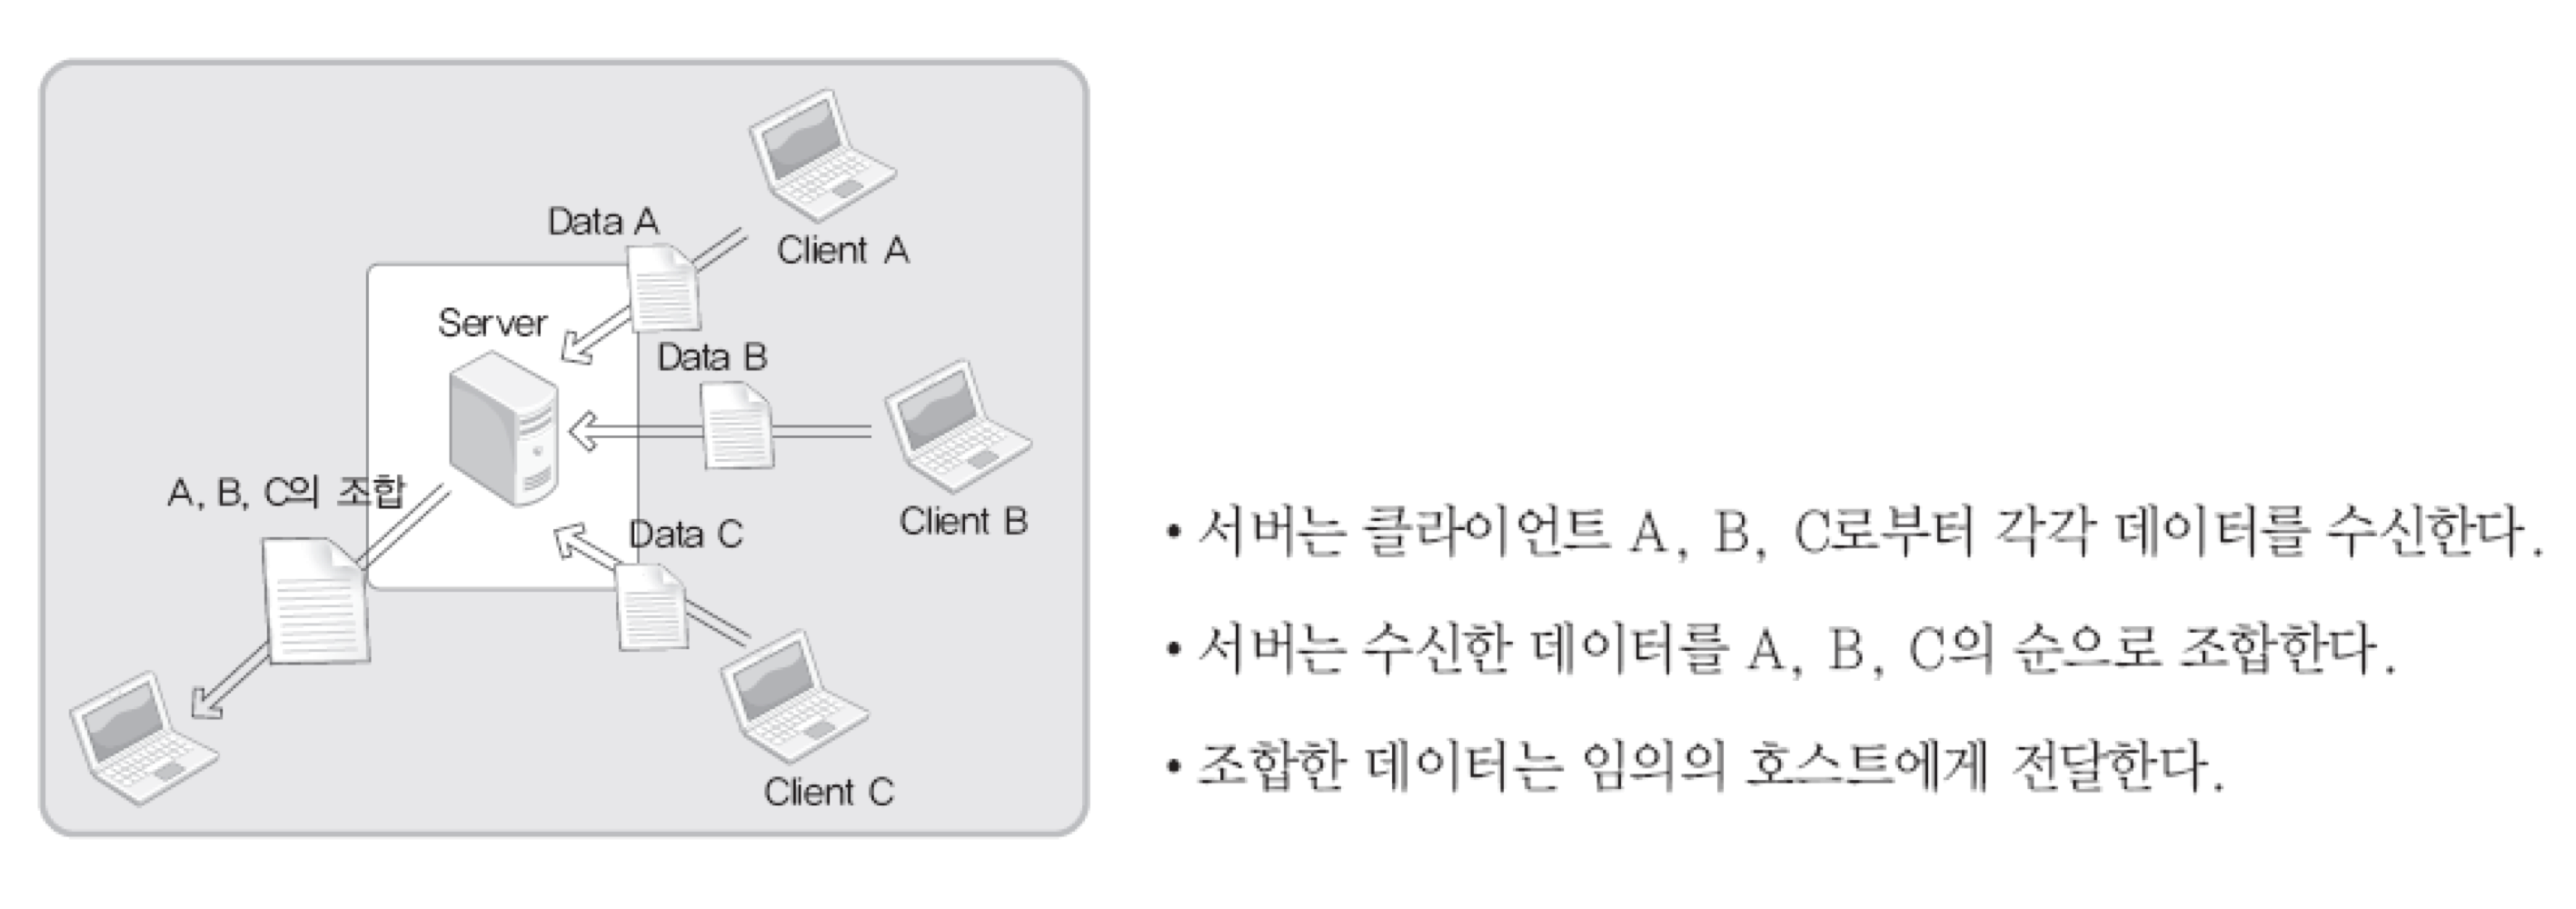 Data A
Client A
Server
Data B
A, B, C의 조합
Client B
Data C
Client C
• 서버는 클라이언트 A, B, C로부터 각각 데이터를 수신한다.
• 서버는 수신한 데이터를 A, B, C의 순으로 조합한다.
• 조합한 데이터는 임의의 호스트에게 전달한다.